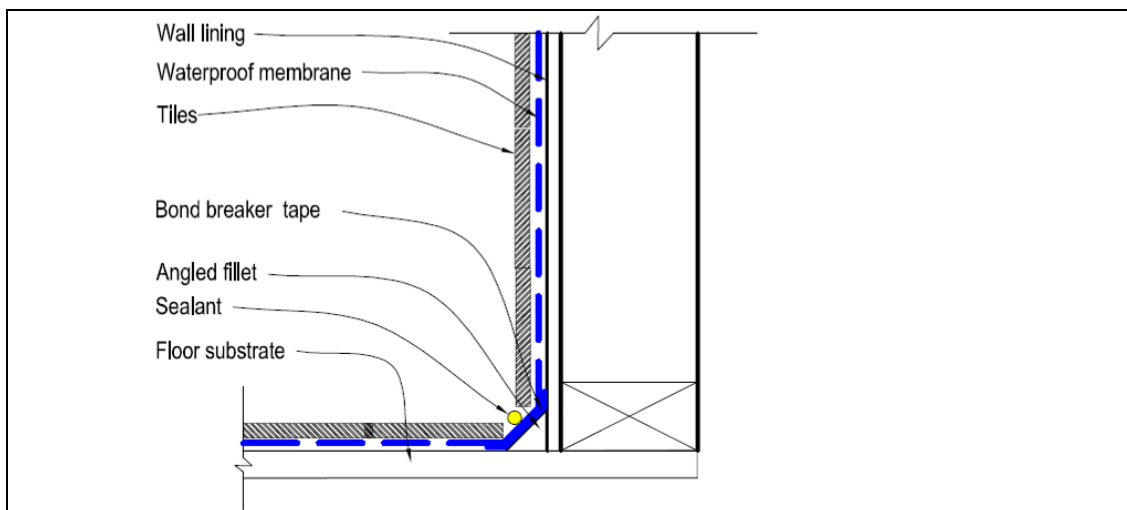 Wall lining
Waterproof membrane
Tiles
Bond breaker tape
Angled fillet
Sealant
Floor substrate